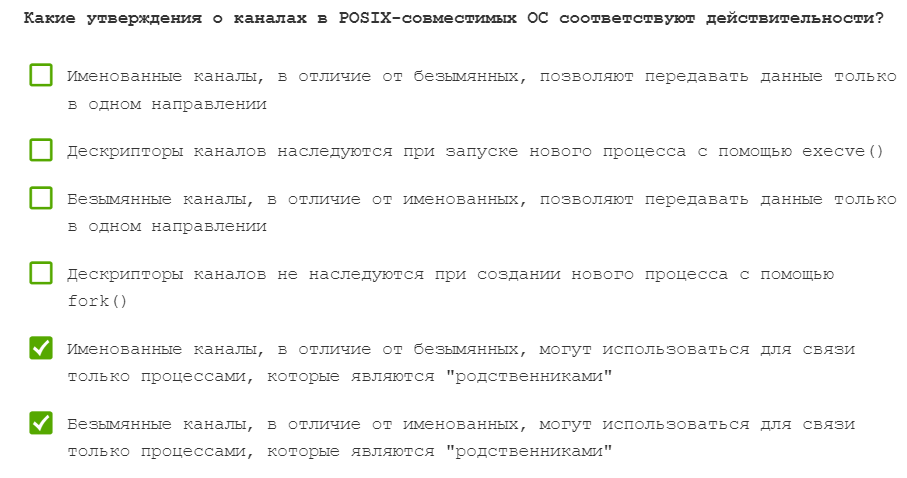 Какие утверждения о каналах в POSIX-совместимых ОС соответствуют действительности?
Именованные каналы, в отличие от безымянных, позволяют передавать данные только
в одном направлении
Дескрипторы каналов наследуются при запуске нового процесса с помощью execve()
Безымянные каналы, в отличие от именованных, позволяют передавать данные только
в одном направлении
Дескрипторы каналов не наследуются при создании нового процесса с помощью
fork()
Именованные каналы, в отличие от безымянных, могут использоваться для связи
только процессами, которые являются "родственниками"
Безымянные каналы, в отличие от именованных, могут использоваться для связи
только процессами, которые являются "родственниками"